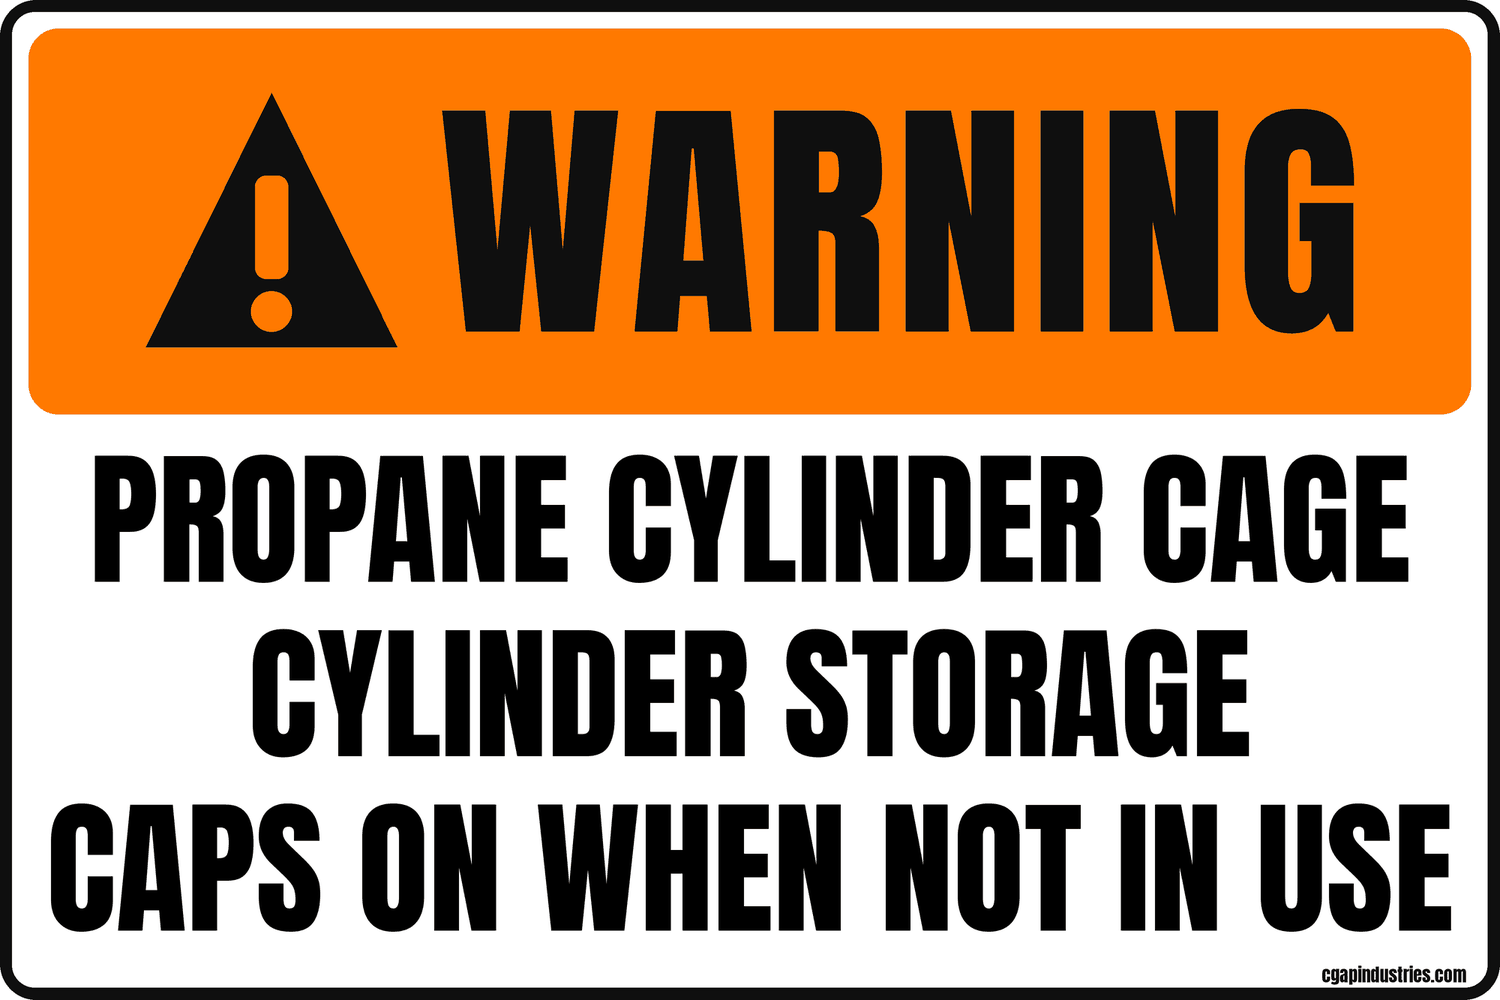 WARNING
PROPANE CYLINDER CAGE
CYLINDER STORAGE
CAPS ON WHEN NOT IN USE
cgapindustries.com